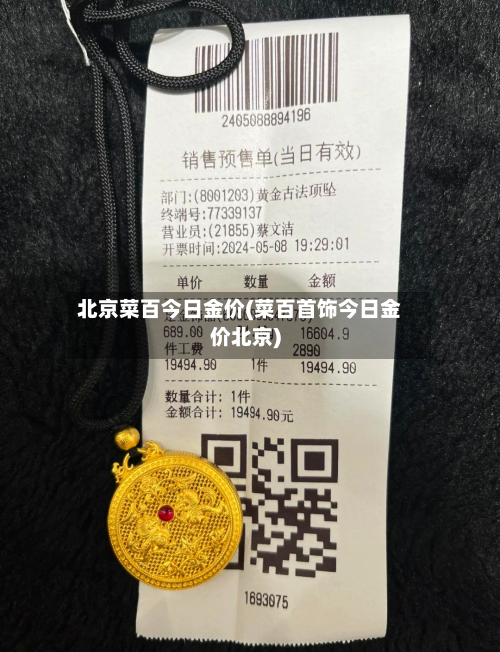 2405088894196
销售预售单(当日有效)
部门:(8001203)黄金古法项坠
终端号:77339137
营业员:(21855)蔡文洁
开票时间:2024-05-08 19:29:01
单价 数量 金额
北京菜百今日金价(菜百首饰今日金
价北京)
689.00 16604.9
件工费 2890
19494.90 1件 19494.90
数量合计: 1件
金额合计: 19494.90元
1693075